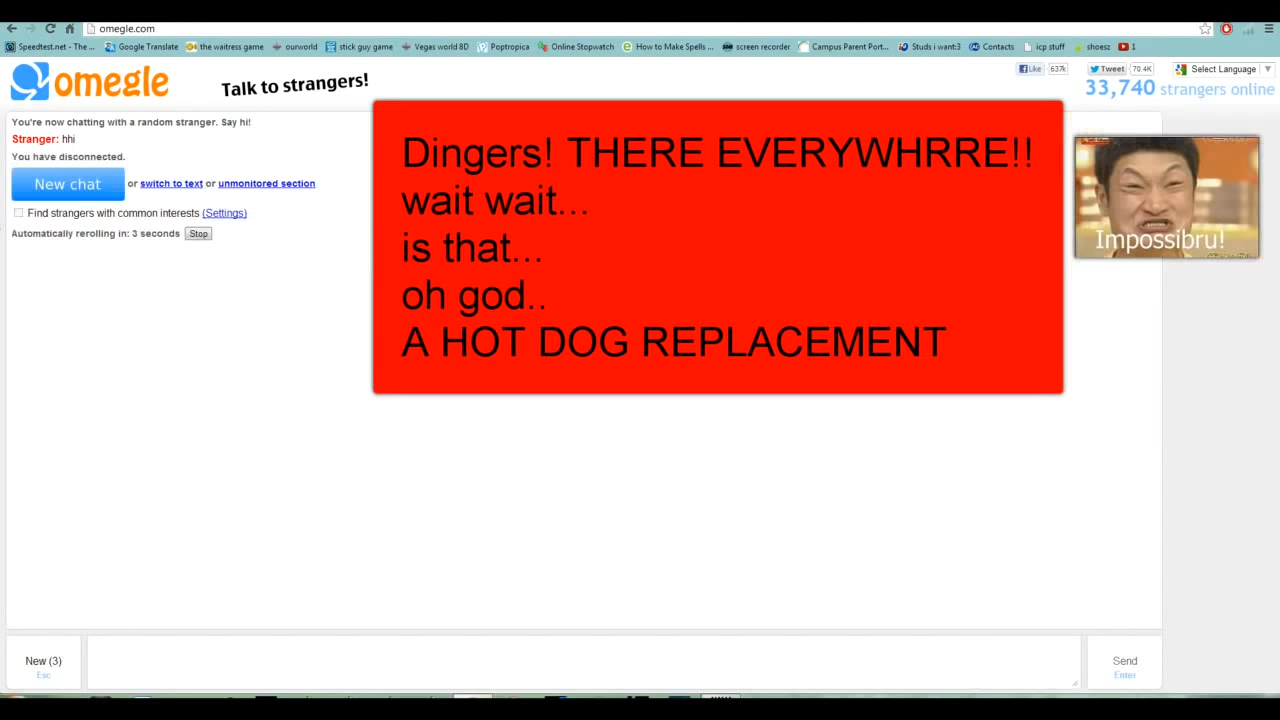 omegle.com
Speedtest.net - The ... Google Translate the waitress game ourworld stick guy game Vegas world 8D Poptropica Online Stopwatch How to Make Spells ... screen recorder Campus Parent Port... Studs i want:3 Contacts icp stuff shoesz 1
omegle Talk to strangers! Like 637k Tweet 70.4K Select Language
33,740 strangers online
You're now chatting with a random stranger. Say hi!
Stranger: hhi
You have disconnected.
New chat or switch to text or unmonitored section
Find strangers with common interests (Settings)
Automatically rerolling in: 3 seconds Stop
Dingers! THERE EVERYWHRRE!!
wait wait...
is that...
oh god..
A HOT DOG REPLACEMENT
Impossibru!
New (3)
Esc
Send
Enter